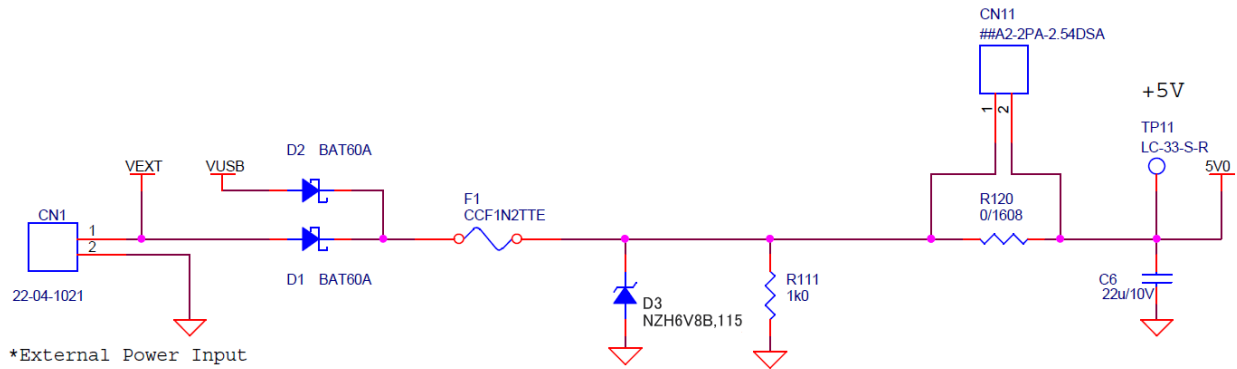 CN11
##A2-2PA-2.54DSA
1
2
+5V
TP11
LC-33-S-R
5V0
D2 BAT60A
VEXT
VUSB
F1
CCF1N2TTE
R120
0/1608
CN1
1
2
D1 BAT60A
22-04-1021
R111
1k0
C6
22u/10V
D3
NZH6V8B,115
*External Power Input